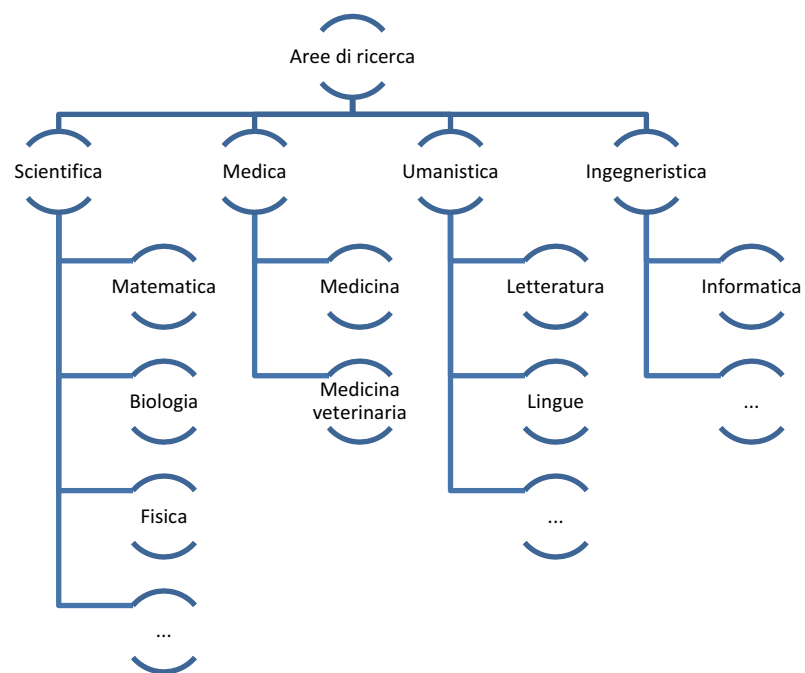 Aree di ricerca
Scientifica
Medica
Umanistica
Ingegneristica
Matematica
Medicina
Letteratura
Informatica
Biologia
Medicina
veterinaria
Lingue
...
Fisica
...
...